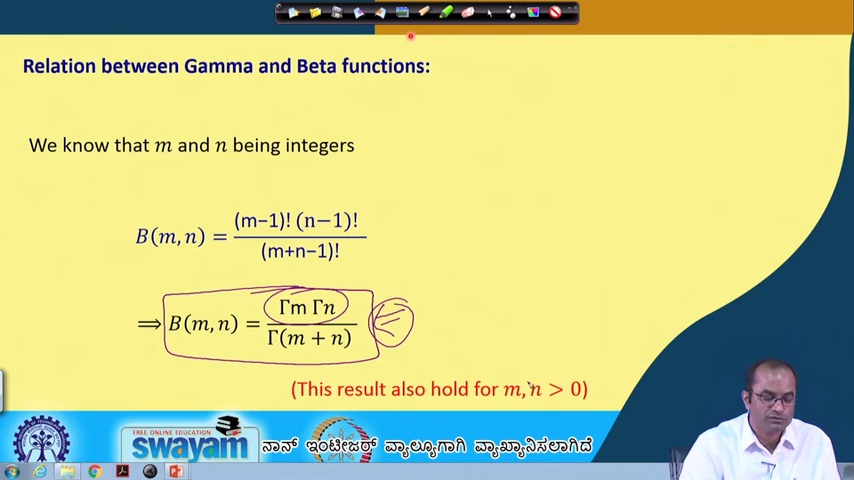 Relation between Gamma and Beta functions:
We know that m and n being integers
B(m,n) = (m−1)! (n−1)! / (m+n−1)!
⟹ B(m,n) = Γm Γn / Γ(m + n)
(This result also hold for m, n > 0)
FREE ONLINE EDUCATION
swayam
ನಾನ್ ಇಂಟೀಜರ್ ವ್ಯಾಲ್ಯೂಗಾಗಿ ವ್ಯಾಖ್ಯಾನಿಸಲಾಗಿದೆ